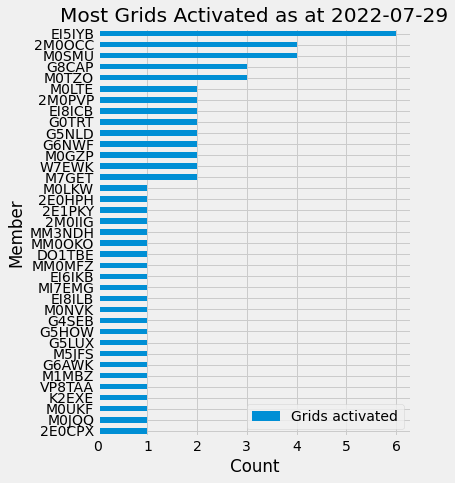 Most Grids Activated as at 2022-07-29
EI5IYB
2M0OCC
M0SMU
G8CAP
M0TZO
M0LTE
2M0PVP
EI8ICB
G0TRT
G5NLD
G6NWF
M0GZP
W7EWK
M7GET
M0LKW
2E0HPH
2E1PKY
2M0IIG
MM3NDH
MM0OKO
DO1TBE
MM0MFZ
EI6IKB
MI7EMG
EI8ILB
M0NVK
G4SEB
G5HOW
G5LUX
M5JFS
G6AWK
M1MBZ
VP8TAA
K2EXE
M0UKF
M0JQQ
2E0CPX
Member
Grids activated
0 1 2 3 4 5 6
Count